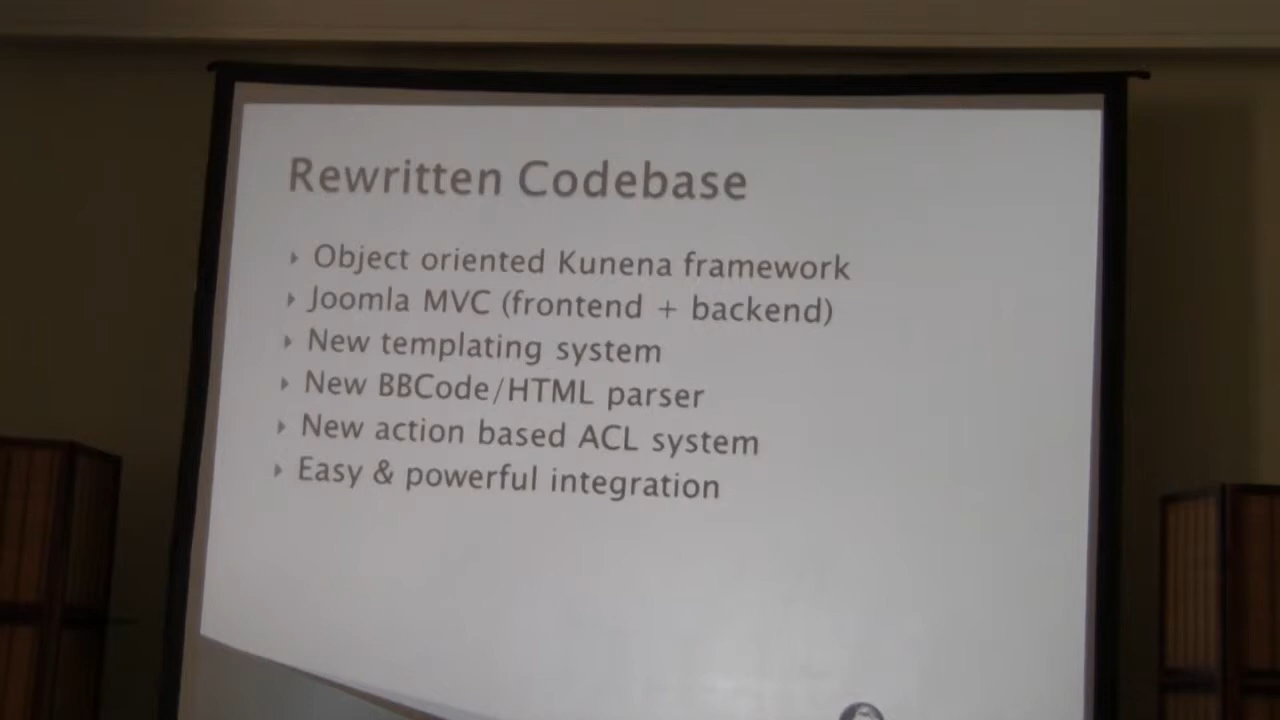 Rewritten Codebase
Object oriented Kunena framework
Joomla MVC (frontend + backend)
New templating system
New BBCode/HTML parser
New action based ACL system
Easy & powerful integration